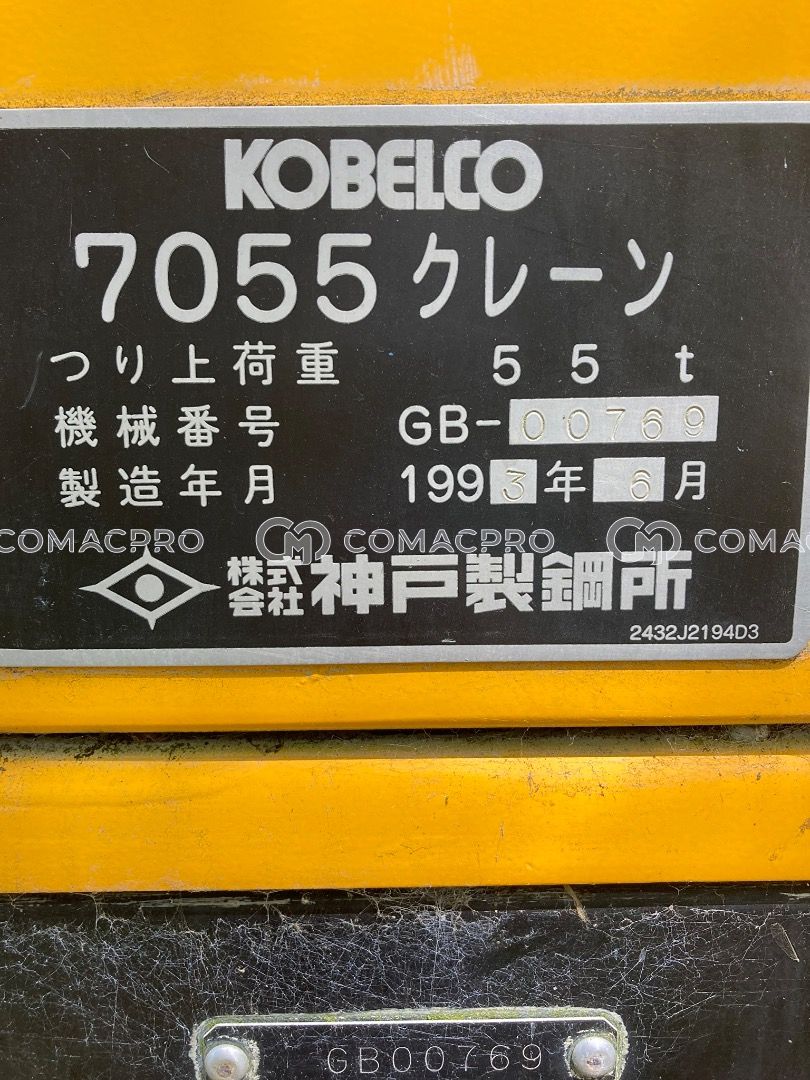 KOBELCO
7055クレーン
つり上荷重 55 t
機械番号 GB-00769
製造年月 1993年6月
COMACPRO CM COMACPRO CM COMAC
株式会社 神戸製鋼所
2432J2194D3
GB00769